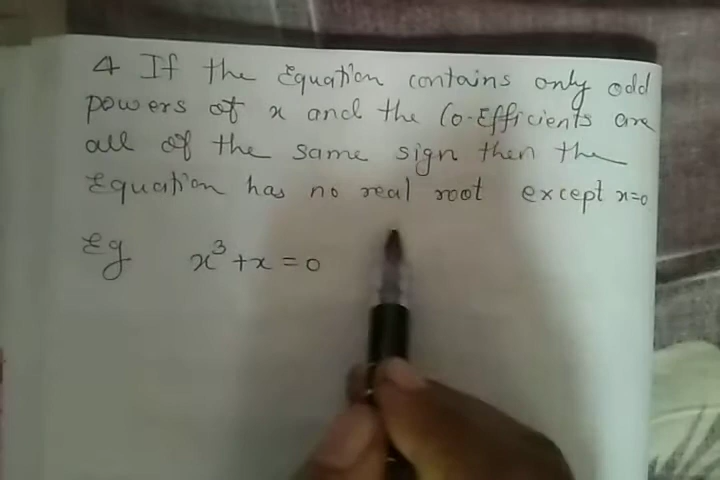 4 If the Equation contains only odd
powers of x and the Co-Efficients are
all of the same sign then the
Equation has no real root except x=0
Eg x³+x=0